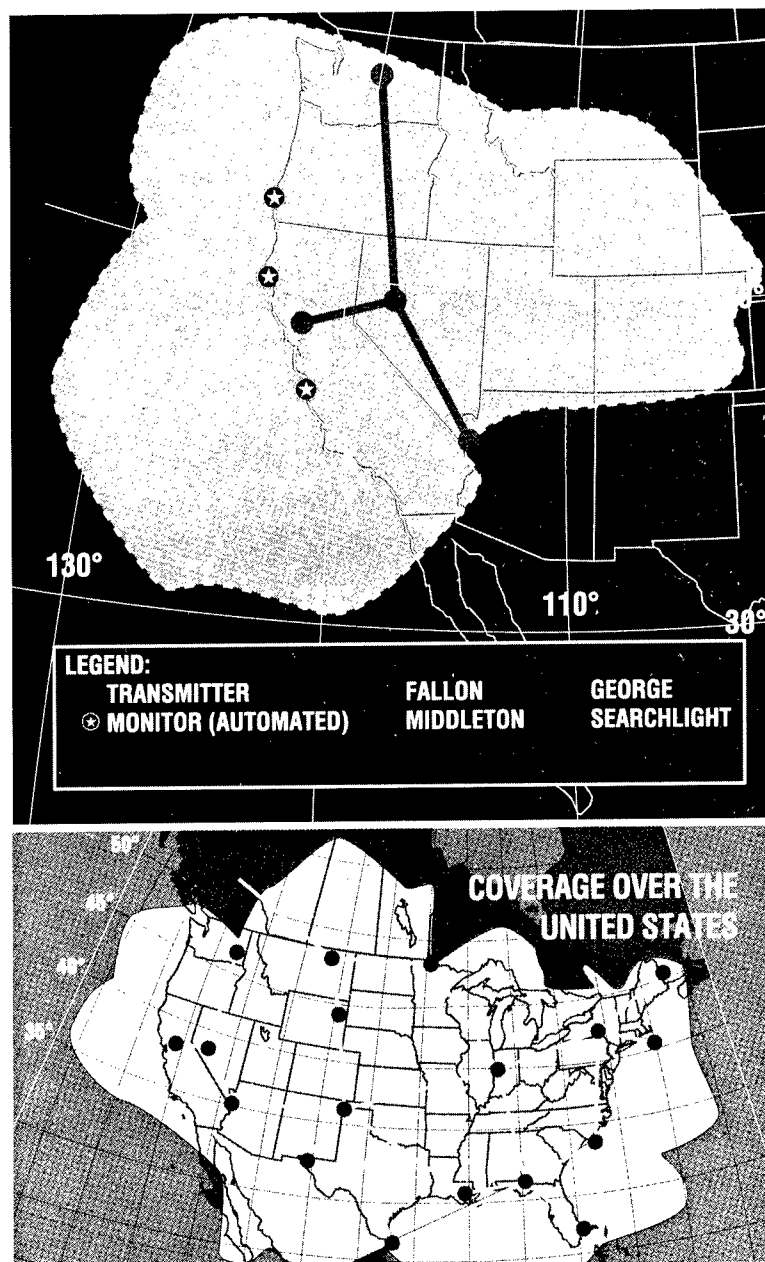 130°
110°
30°
LEGEND:
TRANSMITTER FALLON GEORGE
MONITOR (AUTOMATED) MIDDLETON SEARCHLIGHT
50°
45°
40°
35°
COVERAGE OVER THE
UNITED STATES